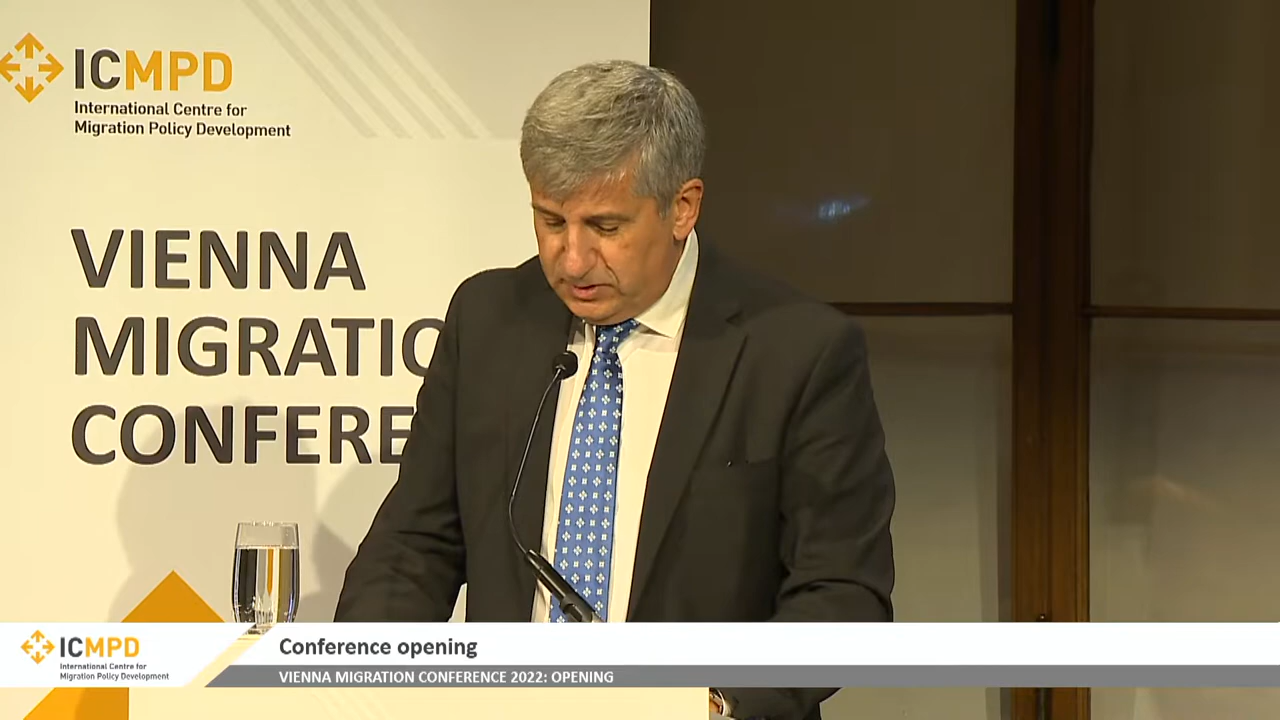 ICMPD
International Centre for
Migration Policy Development
VIENNA
MIGRATIO
CONFERE
ICMPD
International Centre for
Migration Policy Development
Conference opening
VIENNA MIGRATION CONFERENCE 2022: OPENING